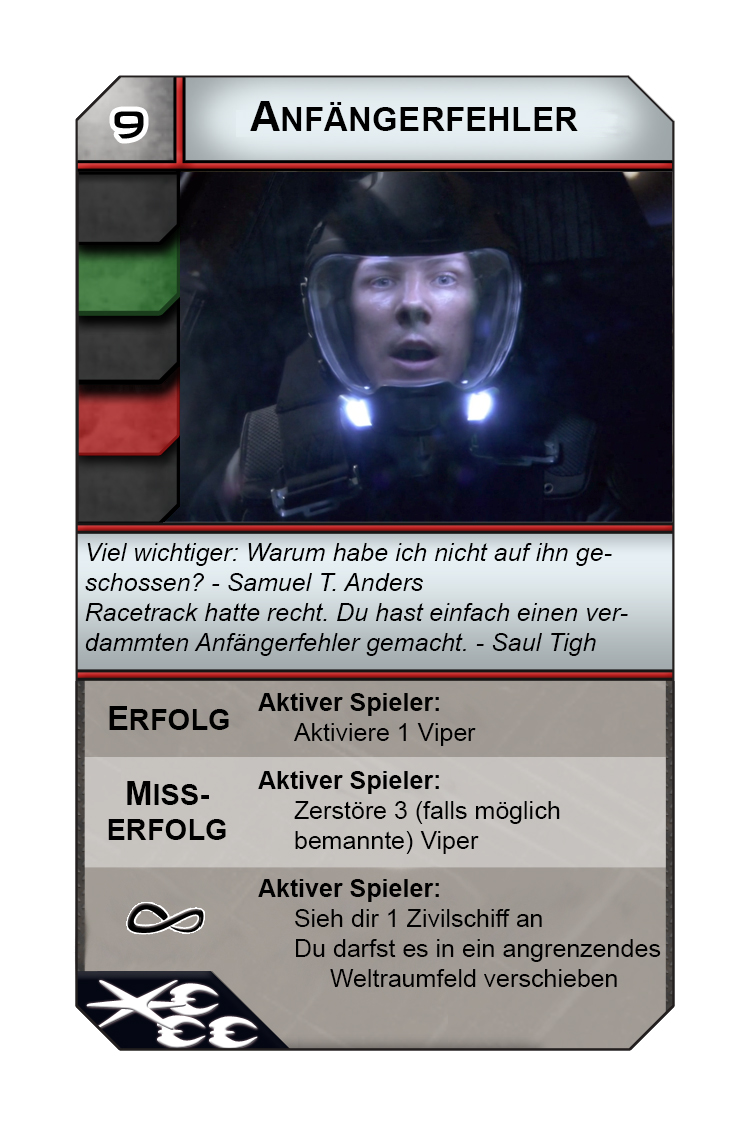 9
ANFÄNGERFEHLER
Viel wichtiger: Warum habe ich nicht auf ihn ge-
schossen? - Samuel T. Anders
Racetrack hatte recht. Du hast einfach einen ver-
dammten Anfängerfehler gemacht. - Saul Tigh
ERFOLG
Aktiver Spieler:
Aktiviere 1 Viper
MISS-
ERFOLG
Aktiver Spieler:
Zerstöre 3 (falls möglich
bemannte) Viper
∞
Aktiver Spieler:
Sieh dir 1 Zivilschiff an
Du darfst es in ein angrenzendes
Weltraumfeld verschieben